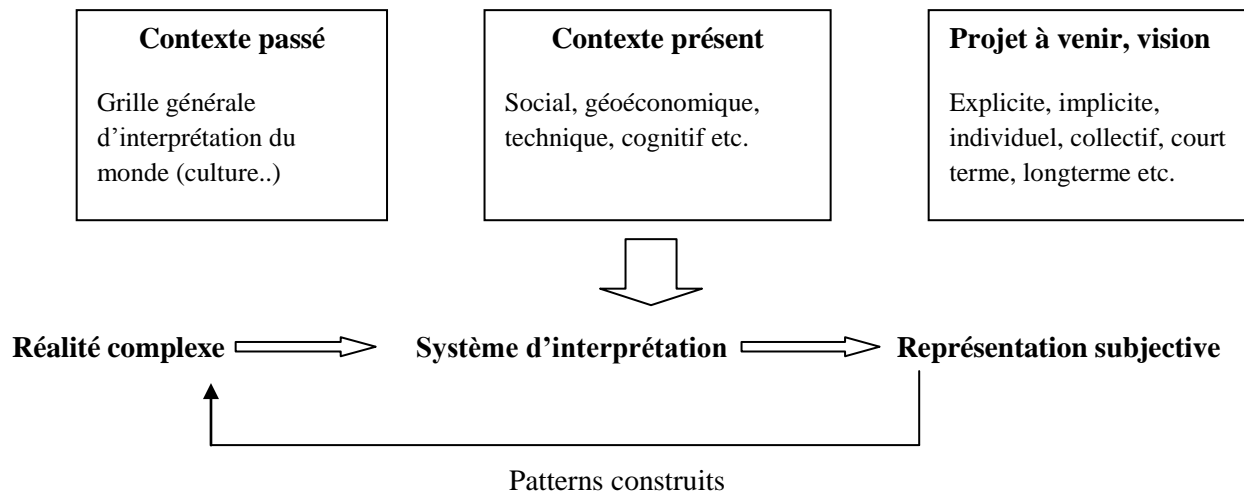 Contexte passé
Grille générale
d’interprétation du
monde (culture..)
Contexte présent
Social, géoéconomique,
technique, cognitif etc.
Projet à venir, vision
Explicite, implicite,
individuel, collectif, court
terme, longterme etc.
Réalité complexe
Système d’interprétation
Représentation subjective
Patterns construits